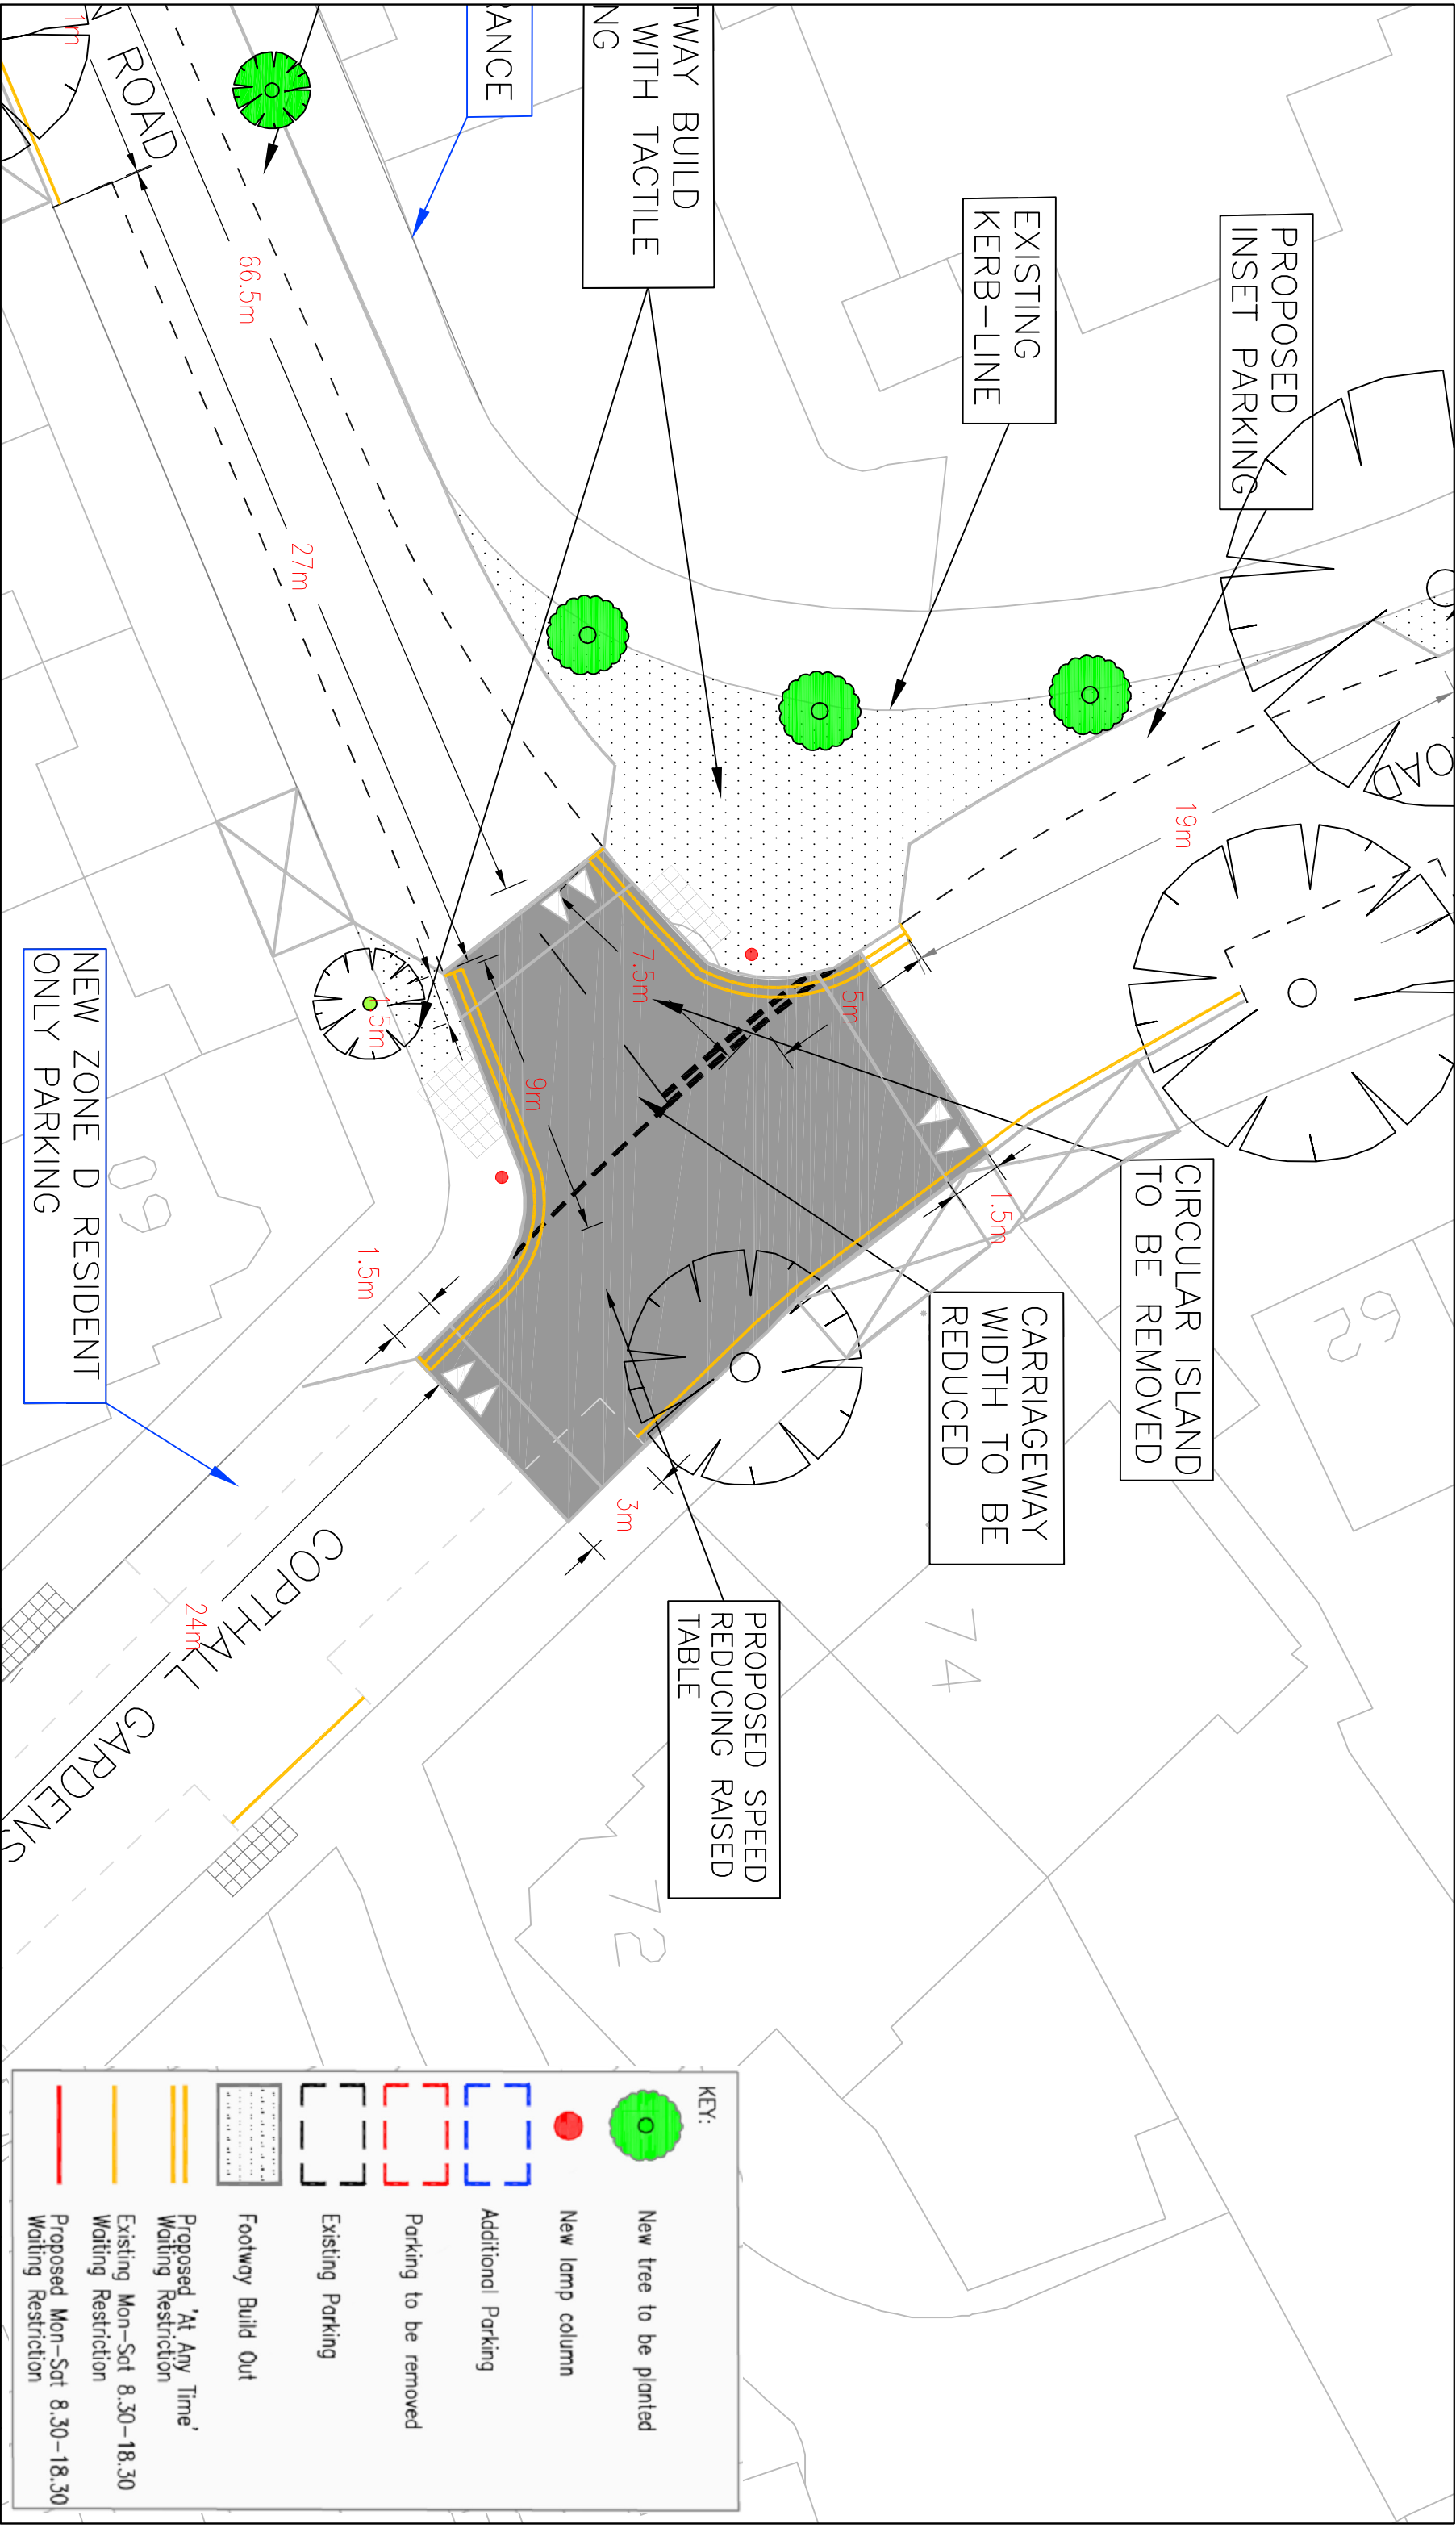 PROPOSED
INSET PARKING
EXISTING
KERB-LINE
TWAY BUILD
WITH TACTILE
NG
RANCE
ROAD
1m
66.5m
27m
19m
OAD
7.5m
5m
1.5m
9m
1.5m
1.5m
3m
24m
CIRCULAR ISLAND
TO BE REMOVED
CARRIAGEWAY
WIDTH TO BE
REDUCED
PROPOSED SPEED
REDUCING RAISED
TABLE
NEW ZONE D RESIDENT
ONLY PARKING
COPTHALL GARDENS
74
72
KEY:
New tree to be planted
New lamp column
Additional Parking
Parking to be removed
Existing Parking
Footway Build Out
Proposed 'At Any Time'
Waiting Restriction
Existing Mon-Sat 8.30-18.30
Waiting Restriction
Proposed Mon-Sat 8.30-18.30
Waiting Restriction